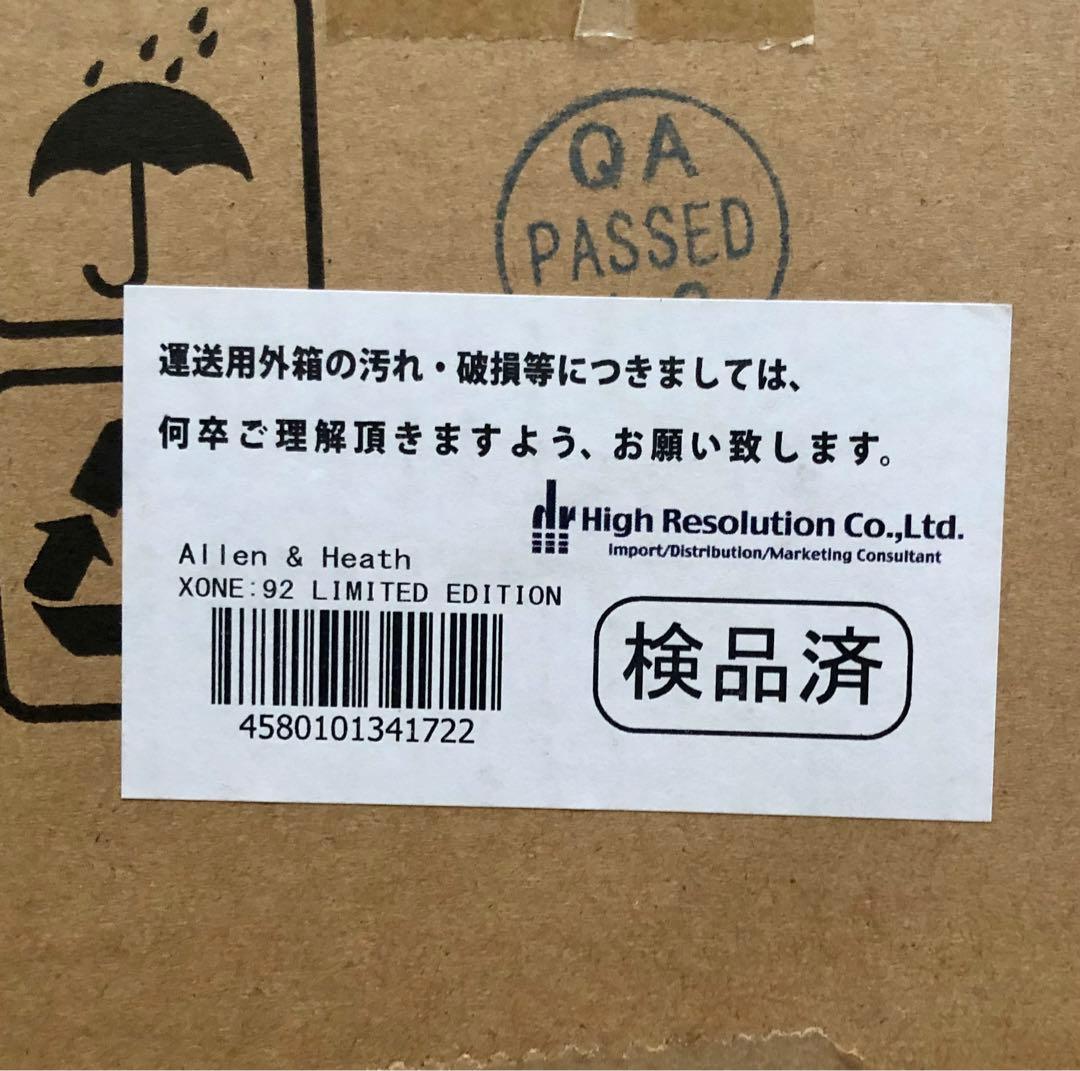 QA
PASSED
運送用外箱の汚れ・破損等につきましては、
何卒ご理解頂きますよう、お願い致します。
High Resolution Co.,Ltd.
Import/Distribution/Marketing Consultant
Allen & Heath
XONE:92 LIMITED EDITION
4580101341722
検品済